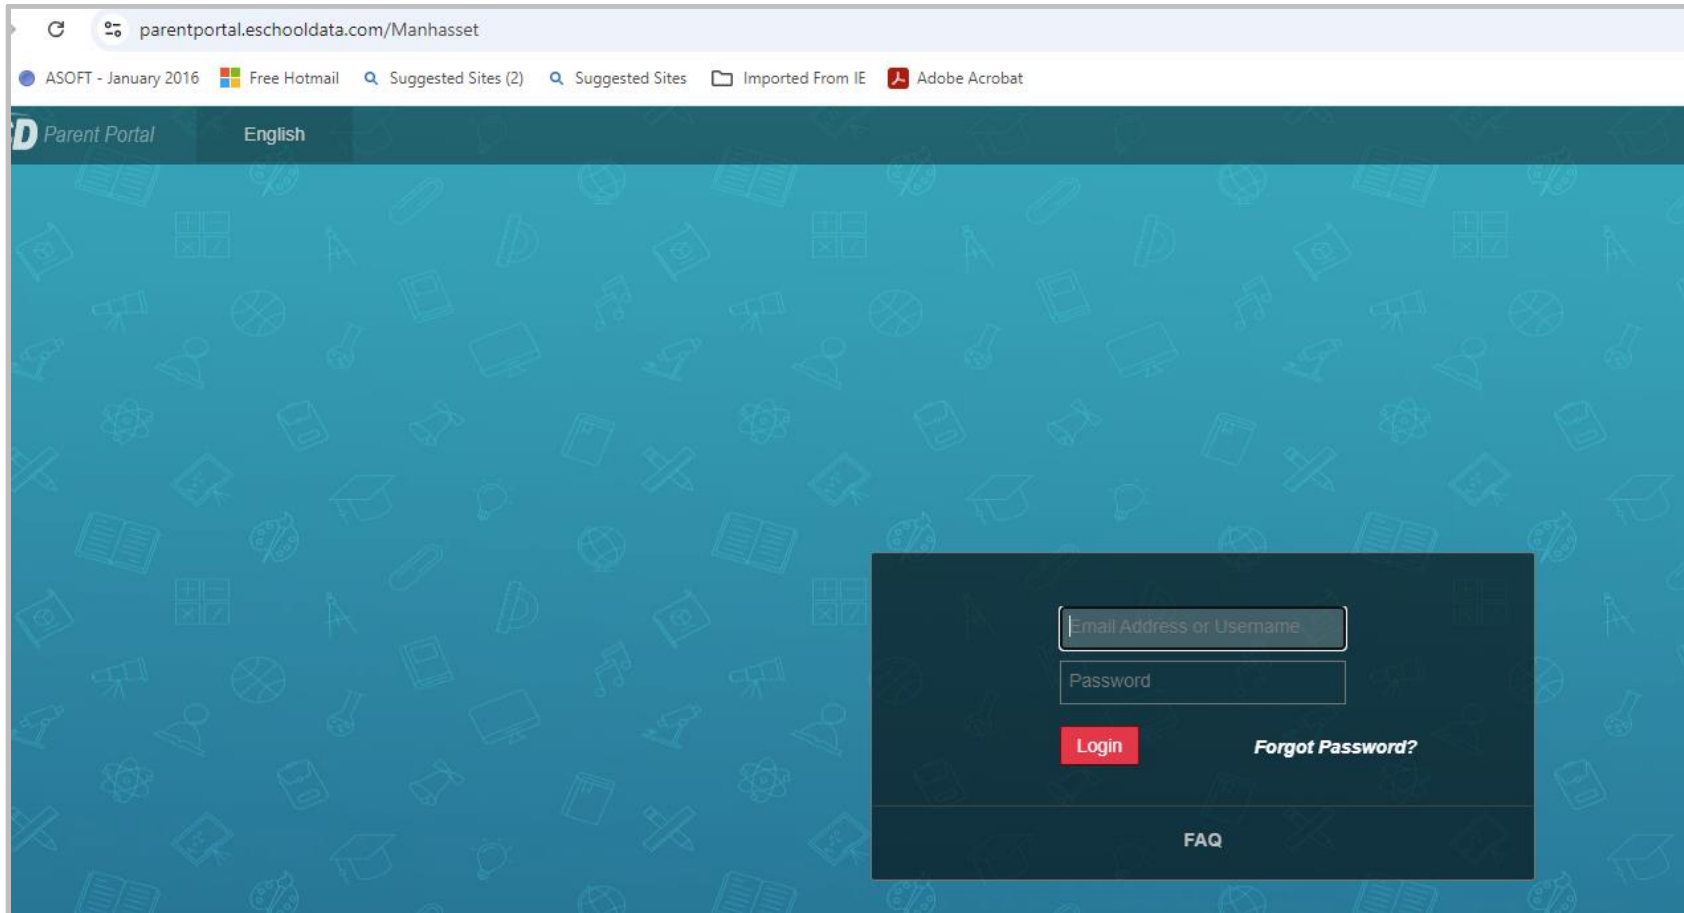 parentportal.eschooldata.com/Manhasset
ASOFT - January 2016 Free Hotmail Suggested Sites (2) Suggested Sites Imported From IE Adobe Acrobat
SD Parent Portal English
Email Address or Username
Password
Login Forgot Password?
FAQ